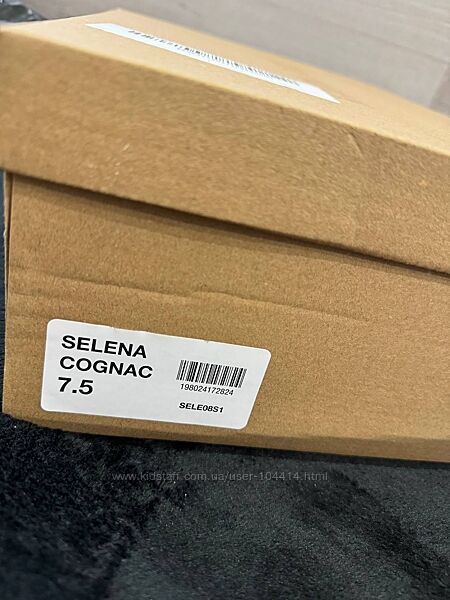 SELENA
COGNAC
7.5
198024172824
SELE08S1
www.kidstaff.com.ua/user-104414.html